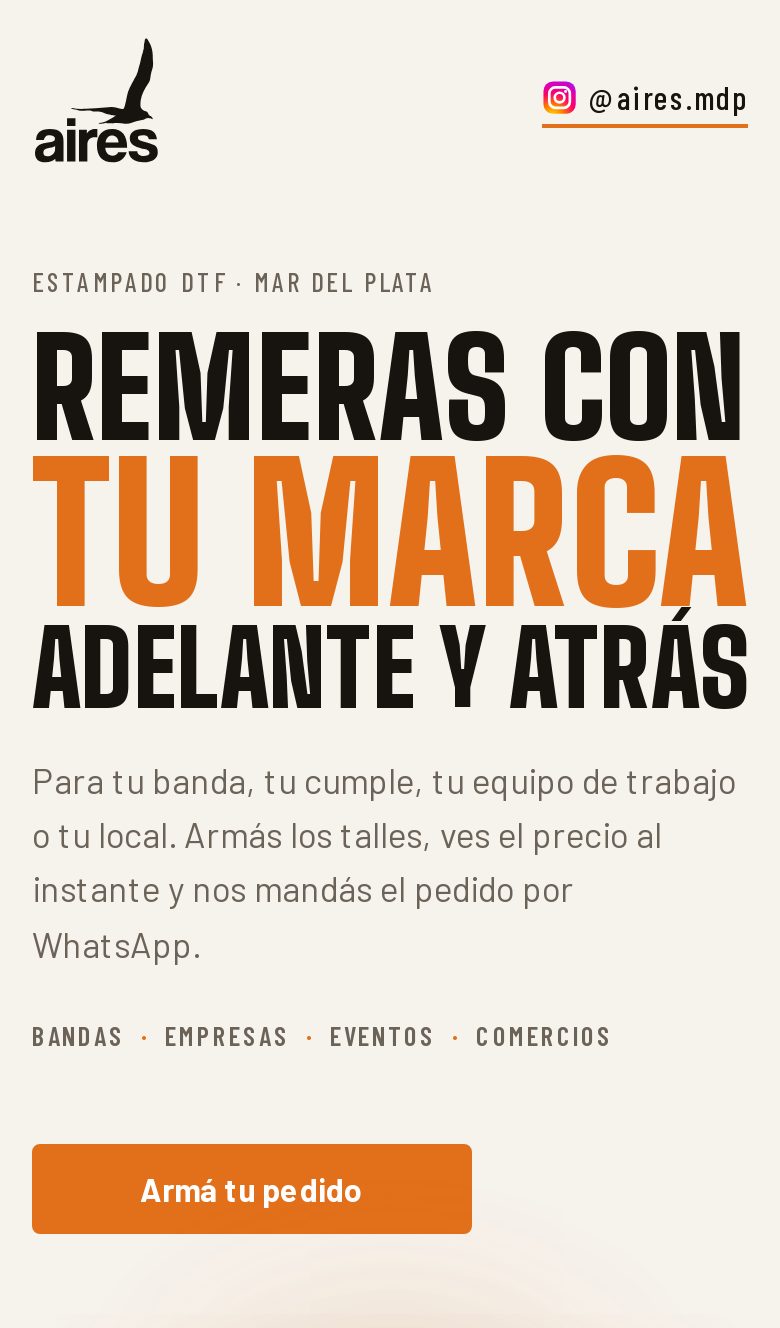 aires
@aires.mdp
ESTAMPADO DTF · MAR DEL PLATA
REMERAS CON
TU MARCA
ADELANTE Y ATRÁS
Para tu banda, tu cumple, tu equipo de trabajo
o tu local. Armás los talles, ves el precio al
instante y nos mandás el pedido por
WhatsApp.
BANDAS · EMPRESAS · EVENTOS · COMERCIOS
Armá tu pedido